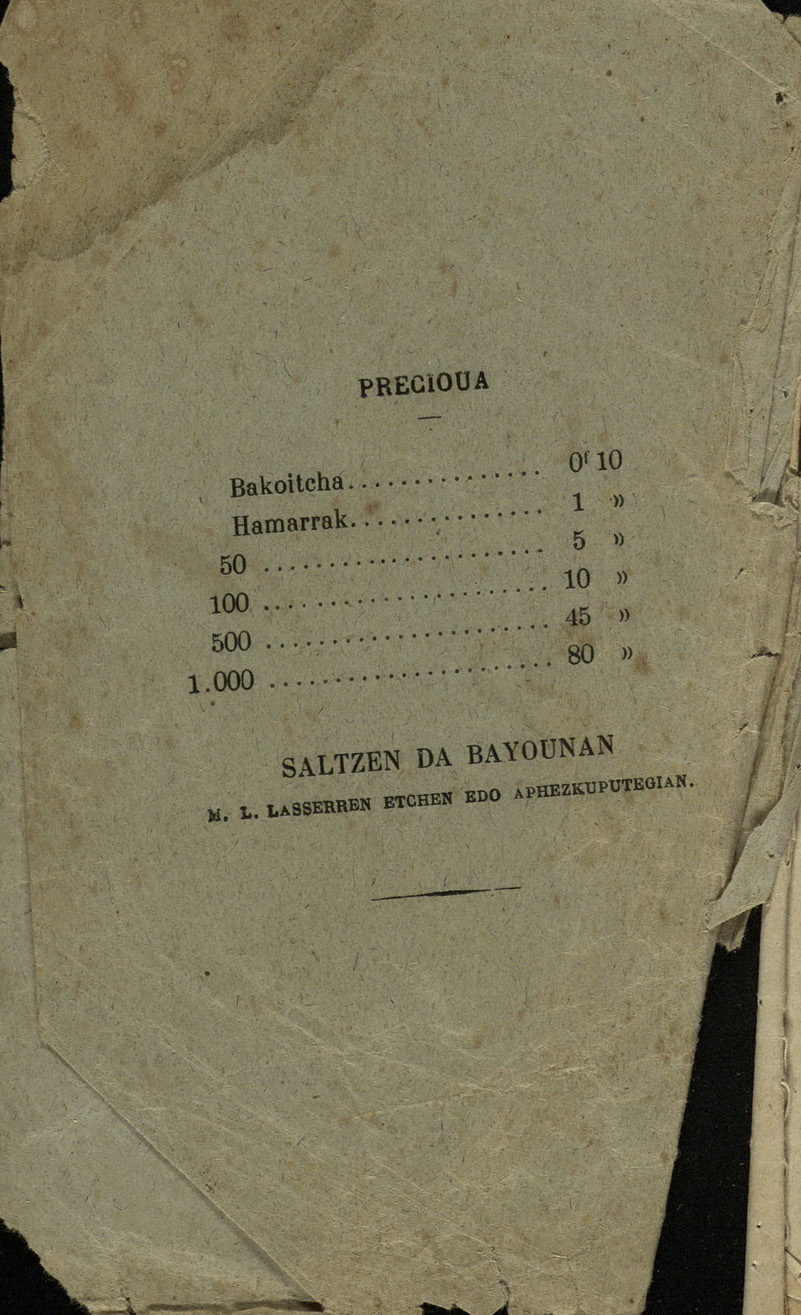 PRECIOUA
Bakoitcha............... 0f 10
Hamarrak............... 1 »
50 ...................... 5 »
100 ...................... 10 »
500 ...................... 45 »
1.000 ...................... 80 »
SALTZEN DA BAYOUNAN
M. L. LASSERREN ETCHEN EDO APHEZKUPUTEGIAN.